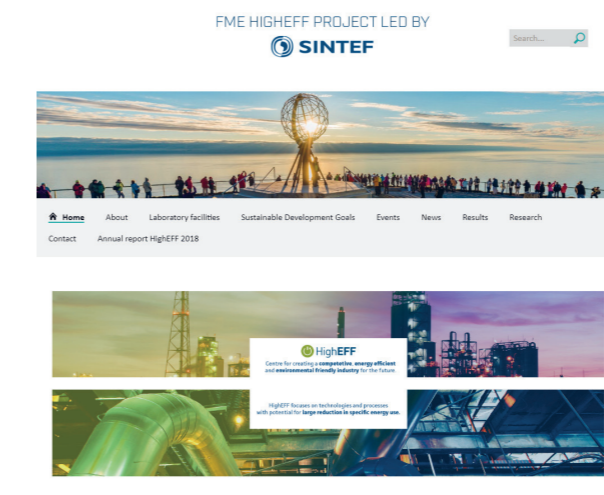 FME HIGHEFF PROJECT LED BY
SINTEF
Search...
Home About Laboratory facilities Sustainable Development Goals Events News Results Research
Contact Annual report HighEFF 2018
HighEFF
Centre for creating a competetive, energy efficient
and environmental friendly industry for the future.
HighEFF focuses on technologies and processes
with potential for large reduction in specific energy use.